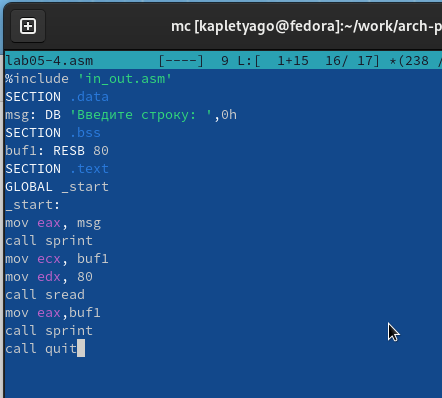 mc [kapletyago@fedora]:~/work/arch-p
lab05-4.asm [----] 9 L:[ 1+15 16/ 17] *(238 /
%include 'in_out.asm'
SECTION .data
msg: DB 'Введите строку: ',0h
SECTION .bss
buf1: RESB 80
SECTION .text
GLOBAL _start
_start:
mov eax, msg
call sprint
mov ecx, buf1
mov edx, 80
call sread
mov eax,buf1
call sprint
call quit